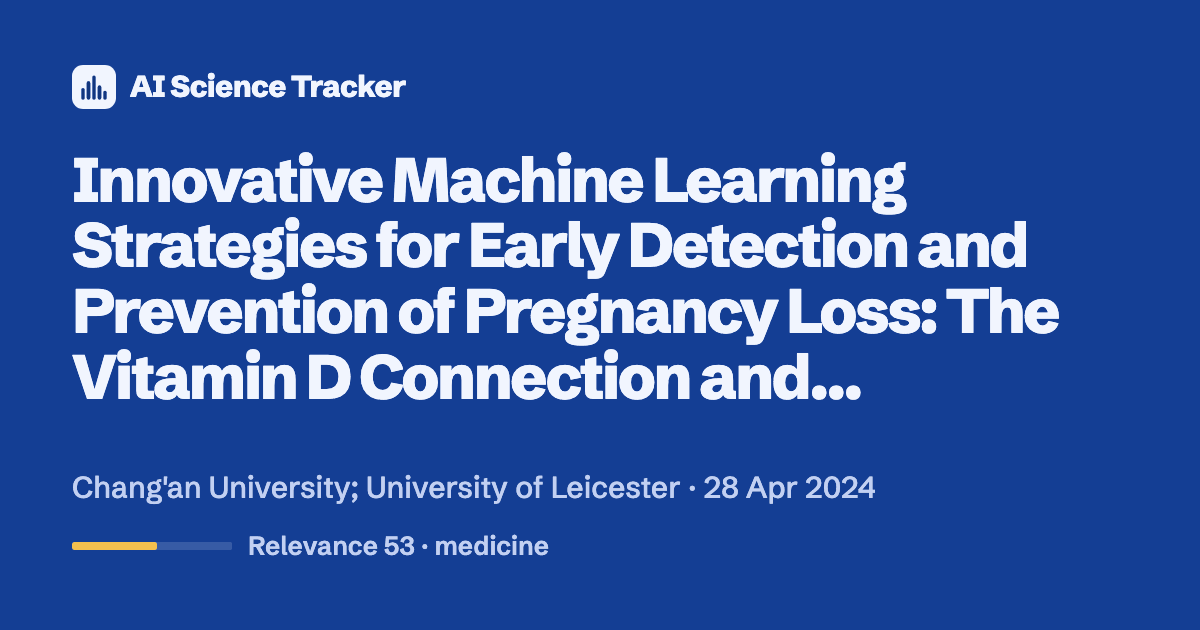 AI Science Tracker
Innovative Machine Learning
Strategies for Early Detection and
Prevention of Pregnancy Loss: The
Vitamin D Connection and...
Chang'an University; University of Leicester · 28 Apr 2024
Relevance 53 · medicine